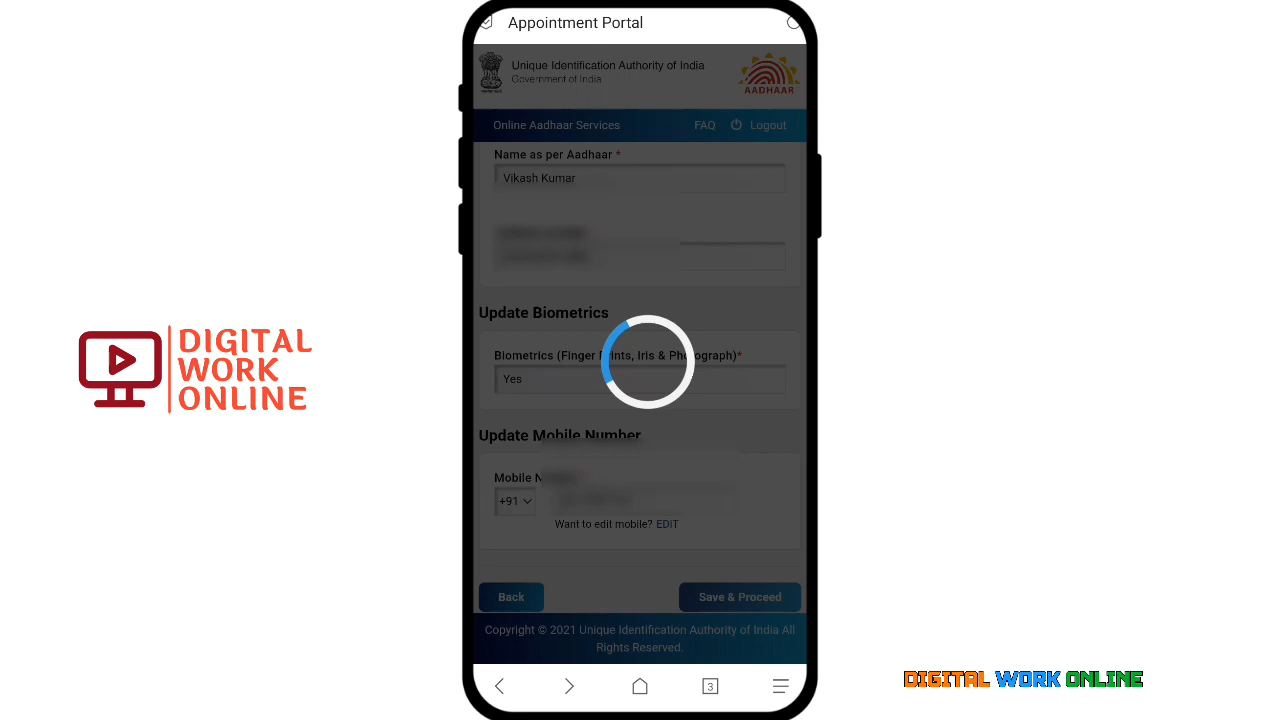 Appointment Portal
Unique Identification Authority of India
Government of India
AADHAAR
Online Aadhaar Services FAQ Logout
Name as per Aadhaar *
Vikash Kumar
Update Biometrics
Biometrics (Finger Prints, Iris & Photograph)*
Yes
Update Mobile Number
Mobile
+91
Want to edit mobile? EDIT
Back Save & Proceed
Copyright © 2021 Unique Identification Authority of India All
Rights Reserved.
3
DIGITAL
WORK
ONLINE
DIGITAL WORK ONLINE